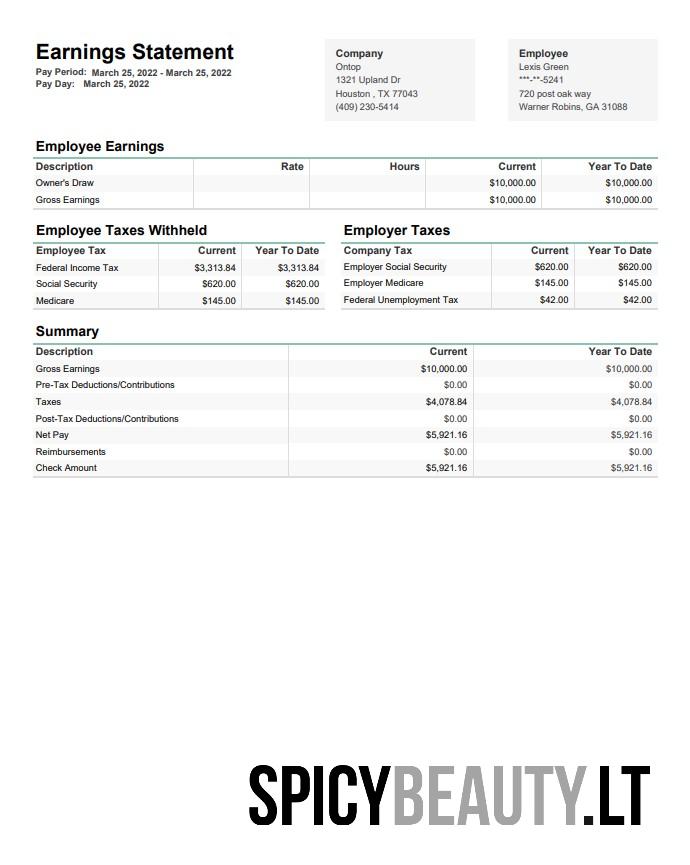 Earnings Statement
Pay Period: March 25, 2022 - March 25, 2022
Pay Day: March 25, 2022
Company
Ontop
1321 Upland Dr
Houston , TX 77043
(409) 230-5414
Employee
Lexis Green
***-**-5241
720 post oak way
Warner Robins, GA 31088
Employee Earnings
Description Rate Hours Current Year To Date
Owner's Draw $10,000.00 $10,000.00
Gross Earnings $10,000.00 $10,000.00
Employee Taxes Withheld
Employee Tax Current Year To Date
Federal Income Tax $3,313.84 $3,313.84
Social Security $620.00 $620.00
Medicare $145.00 $145.00
Employer Taxes
Company Tax Current Year To Date
Employer Social Security $620.00 $620.00
Employer Medicare $145.00 $145.00
Federal Unemployment Tax $42.00 $42.00
Summary
Description Current Year To Date
Gross Earnings $10,000.00 $10,000.00
Pre-Tax Deductions/Contributions $0.00 $0.00
Taxes $4,078.84 $4,078.84
Post-Tax Deductions/Contributions $0.00 $0.00
Net Pay $5,921.16 $5,921.16
Reimbursements $0.00 $0.00
Check Amount $5,921.16 $5,921.16
SPICYBEAUTY.LT